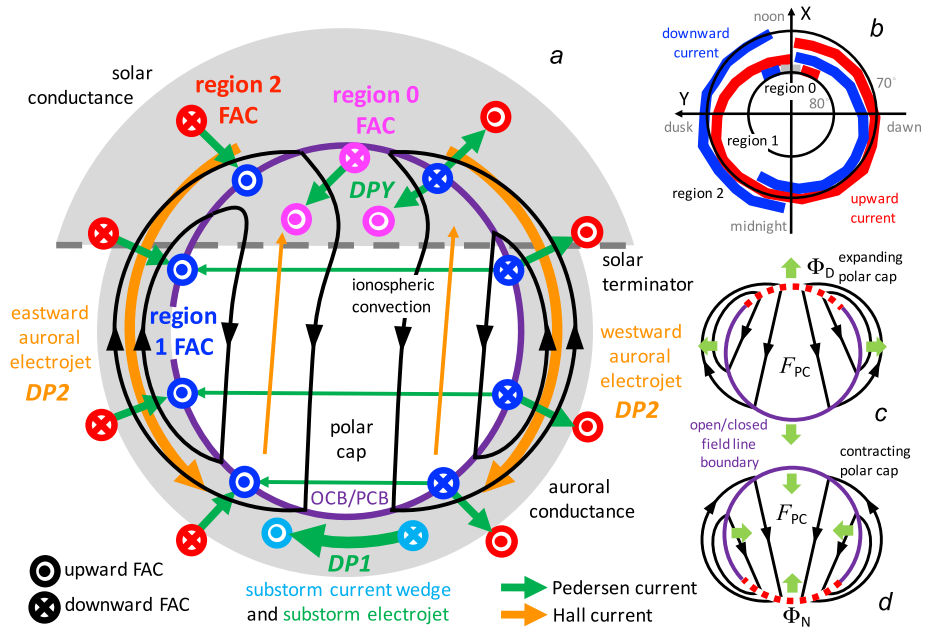 a
solar
conductance
region 2
FAC
region 0
FAC
DPY
ionospheric
convection
solar
terminator
region
1 FAC
eastward
auroral
electrojet
DP2
westward
auroral
electrojet
DP2
polar
cap
OCB/PCB
auroral
conductance
DP1
substorm current wedge
and substorm electrojet
upward FAC
downward FAC
Pedersen current
Hall current
b
X
noon
downward
current
region 0
70°
80°
Y
dusk
dawn
region 1
region 2
midnight
upward
current
ΦD
expanding
polar cap
FPC
c
open/closed
field line
boundary
contracting
polar cap
FPC
d
ΦN